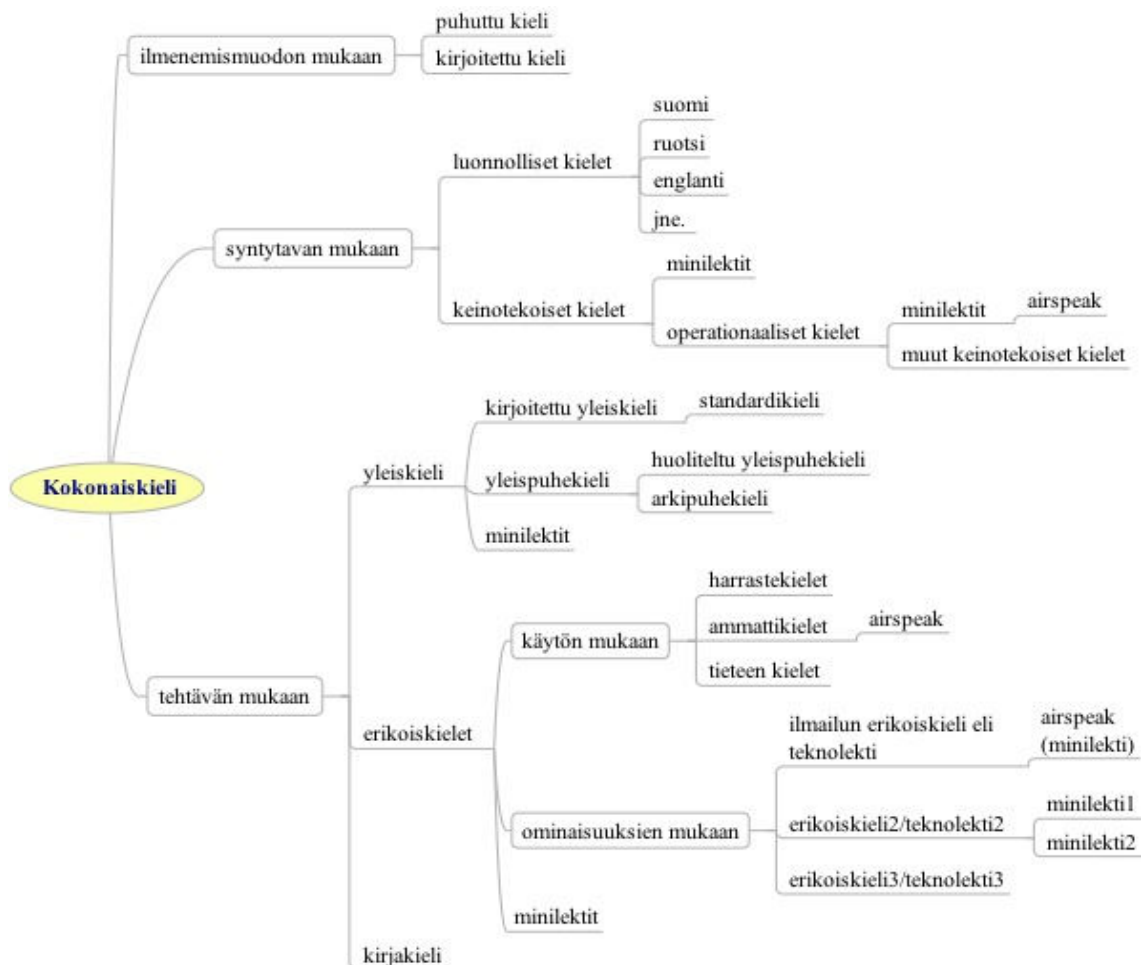 puhuttu kieli
ilmenemismuodon mukaan
kirjoitettu kieli
suomi
ruotsi
luonnolliset kielet
englanti
jne.
syntytavan mukaan
minilektit
keinotekoiset kielet
operationaaliset kielet
minilektit
airspeak
muut keinotekoiset kielet
Kokonaiskieli
yleiskieli
kirjoitettu yleiskieli
standardikieli
yleispuhekieli
huoliteltu yleispuhekieli
arkipuhekieli
minilektit
tehtävän mukaan
erikoiskielet
käytön mukaan
harrastekielet
ammattikielet
airspeak
tieteen kielet
ominaisuuksien mukaan
ilmailun erikoiskieli eli
teknolekti
airspeak
(minilekti)
erikoiskieli2/teknolekti2
minilekti1
minilekti2
erikoiskieli3/teknolekti3
minilektit
kirjakieli